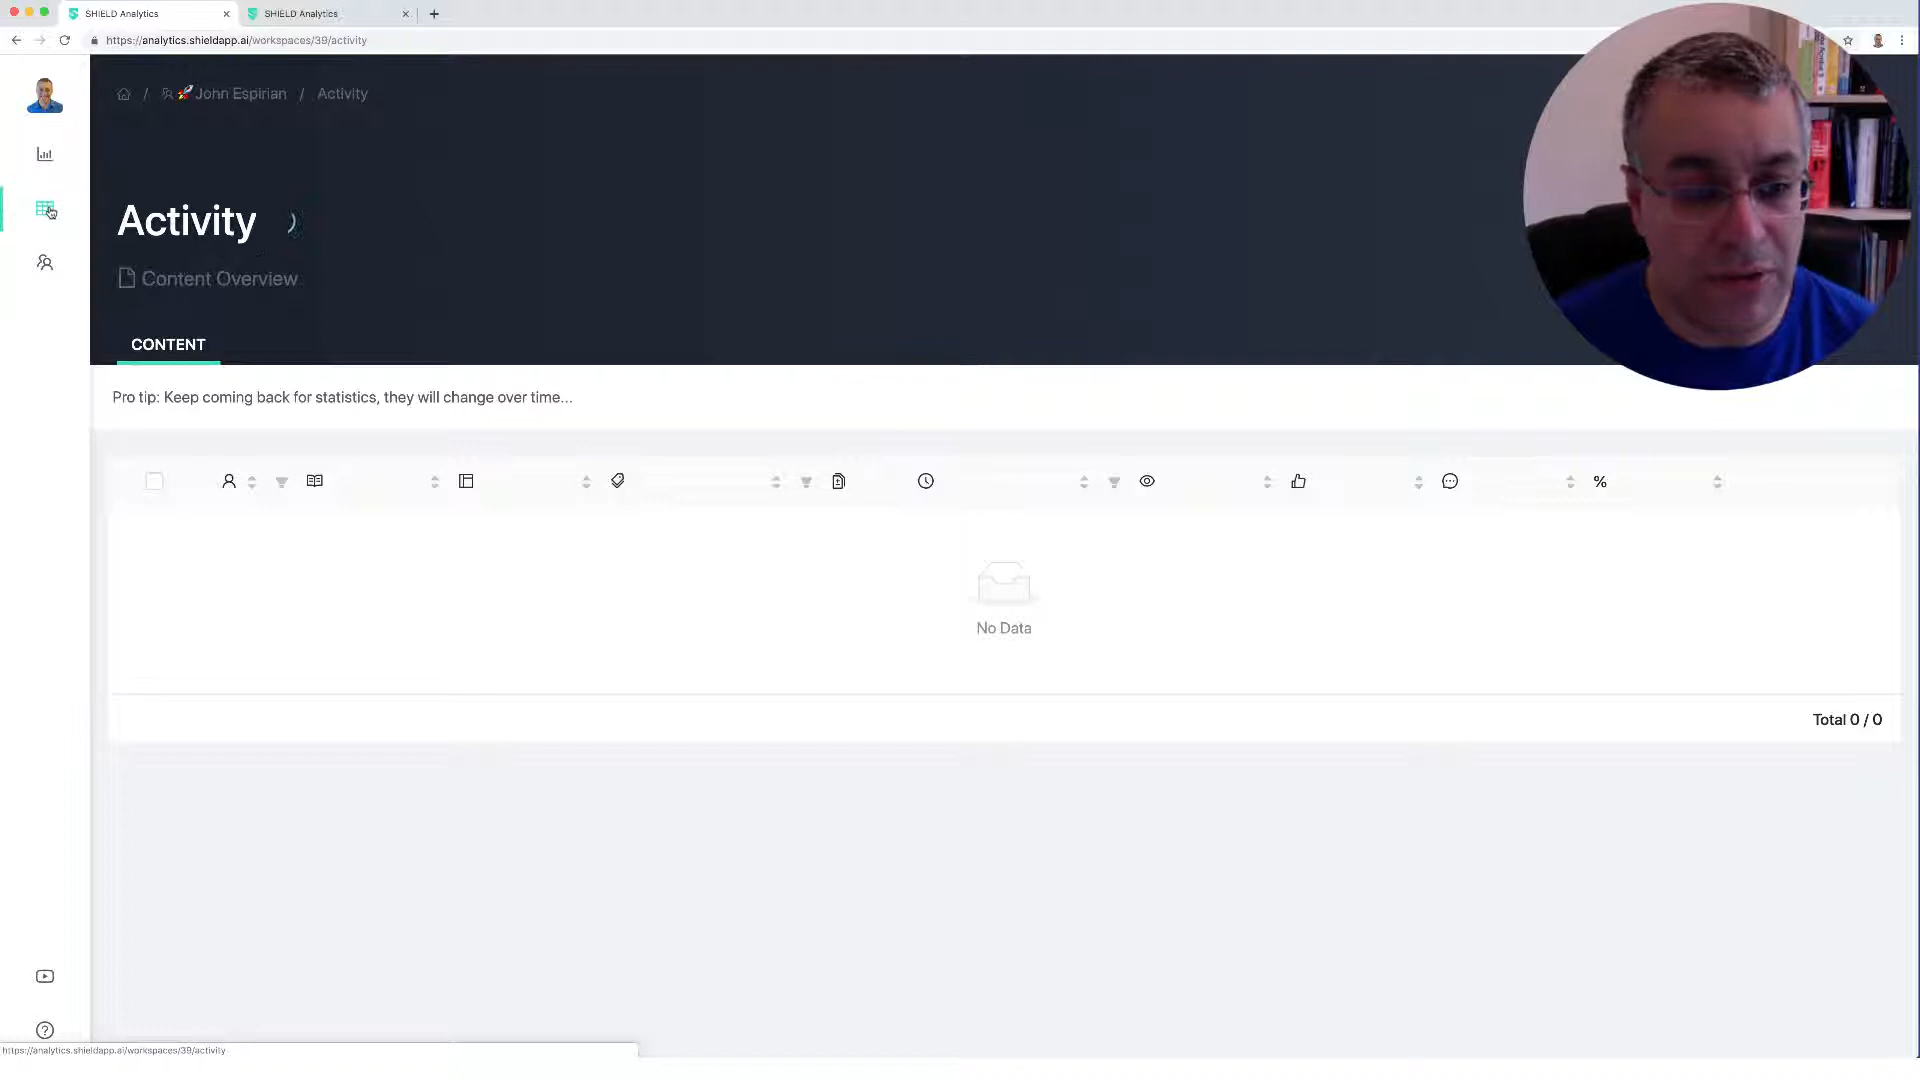 SHIELD Analytics
SHIELD Analytics
https://analytics.shieldapp.ai/workspaces/39/activity
/ 🚀John Espirian / Activity
Activity
Content Overview
CONTENT
Pro tip: Keep coming back for statistics, they will change over time...
%
No Data
Total 0 / 0
https://analytics.shieldapp.ai/workspaces/39/activity